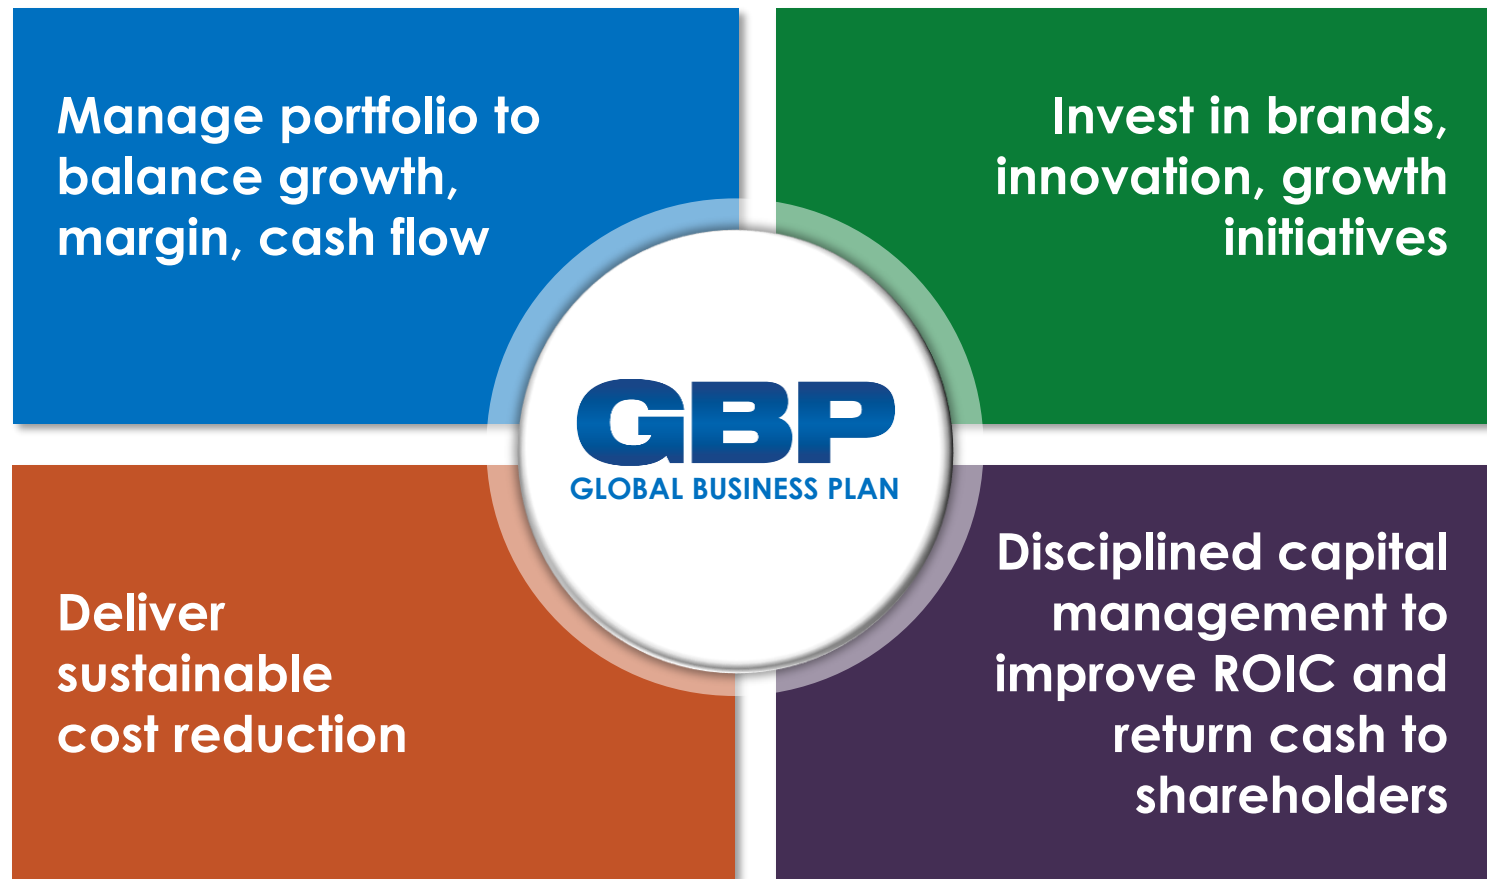 Manage portfolio to
balance growth,
margin, cash flow
Invest in brands,
innovation, growth
initiatives
GBP
GLOBAL BUSINESS PLAN
Deliver
sustainable
cost reduction
Disciplined capital
management to
improve ROIC and
return cash to
shareholders